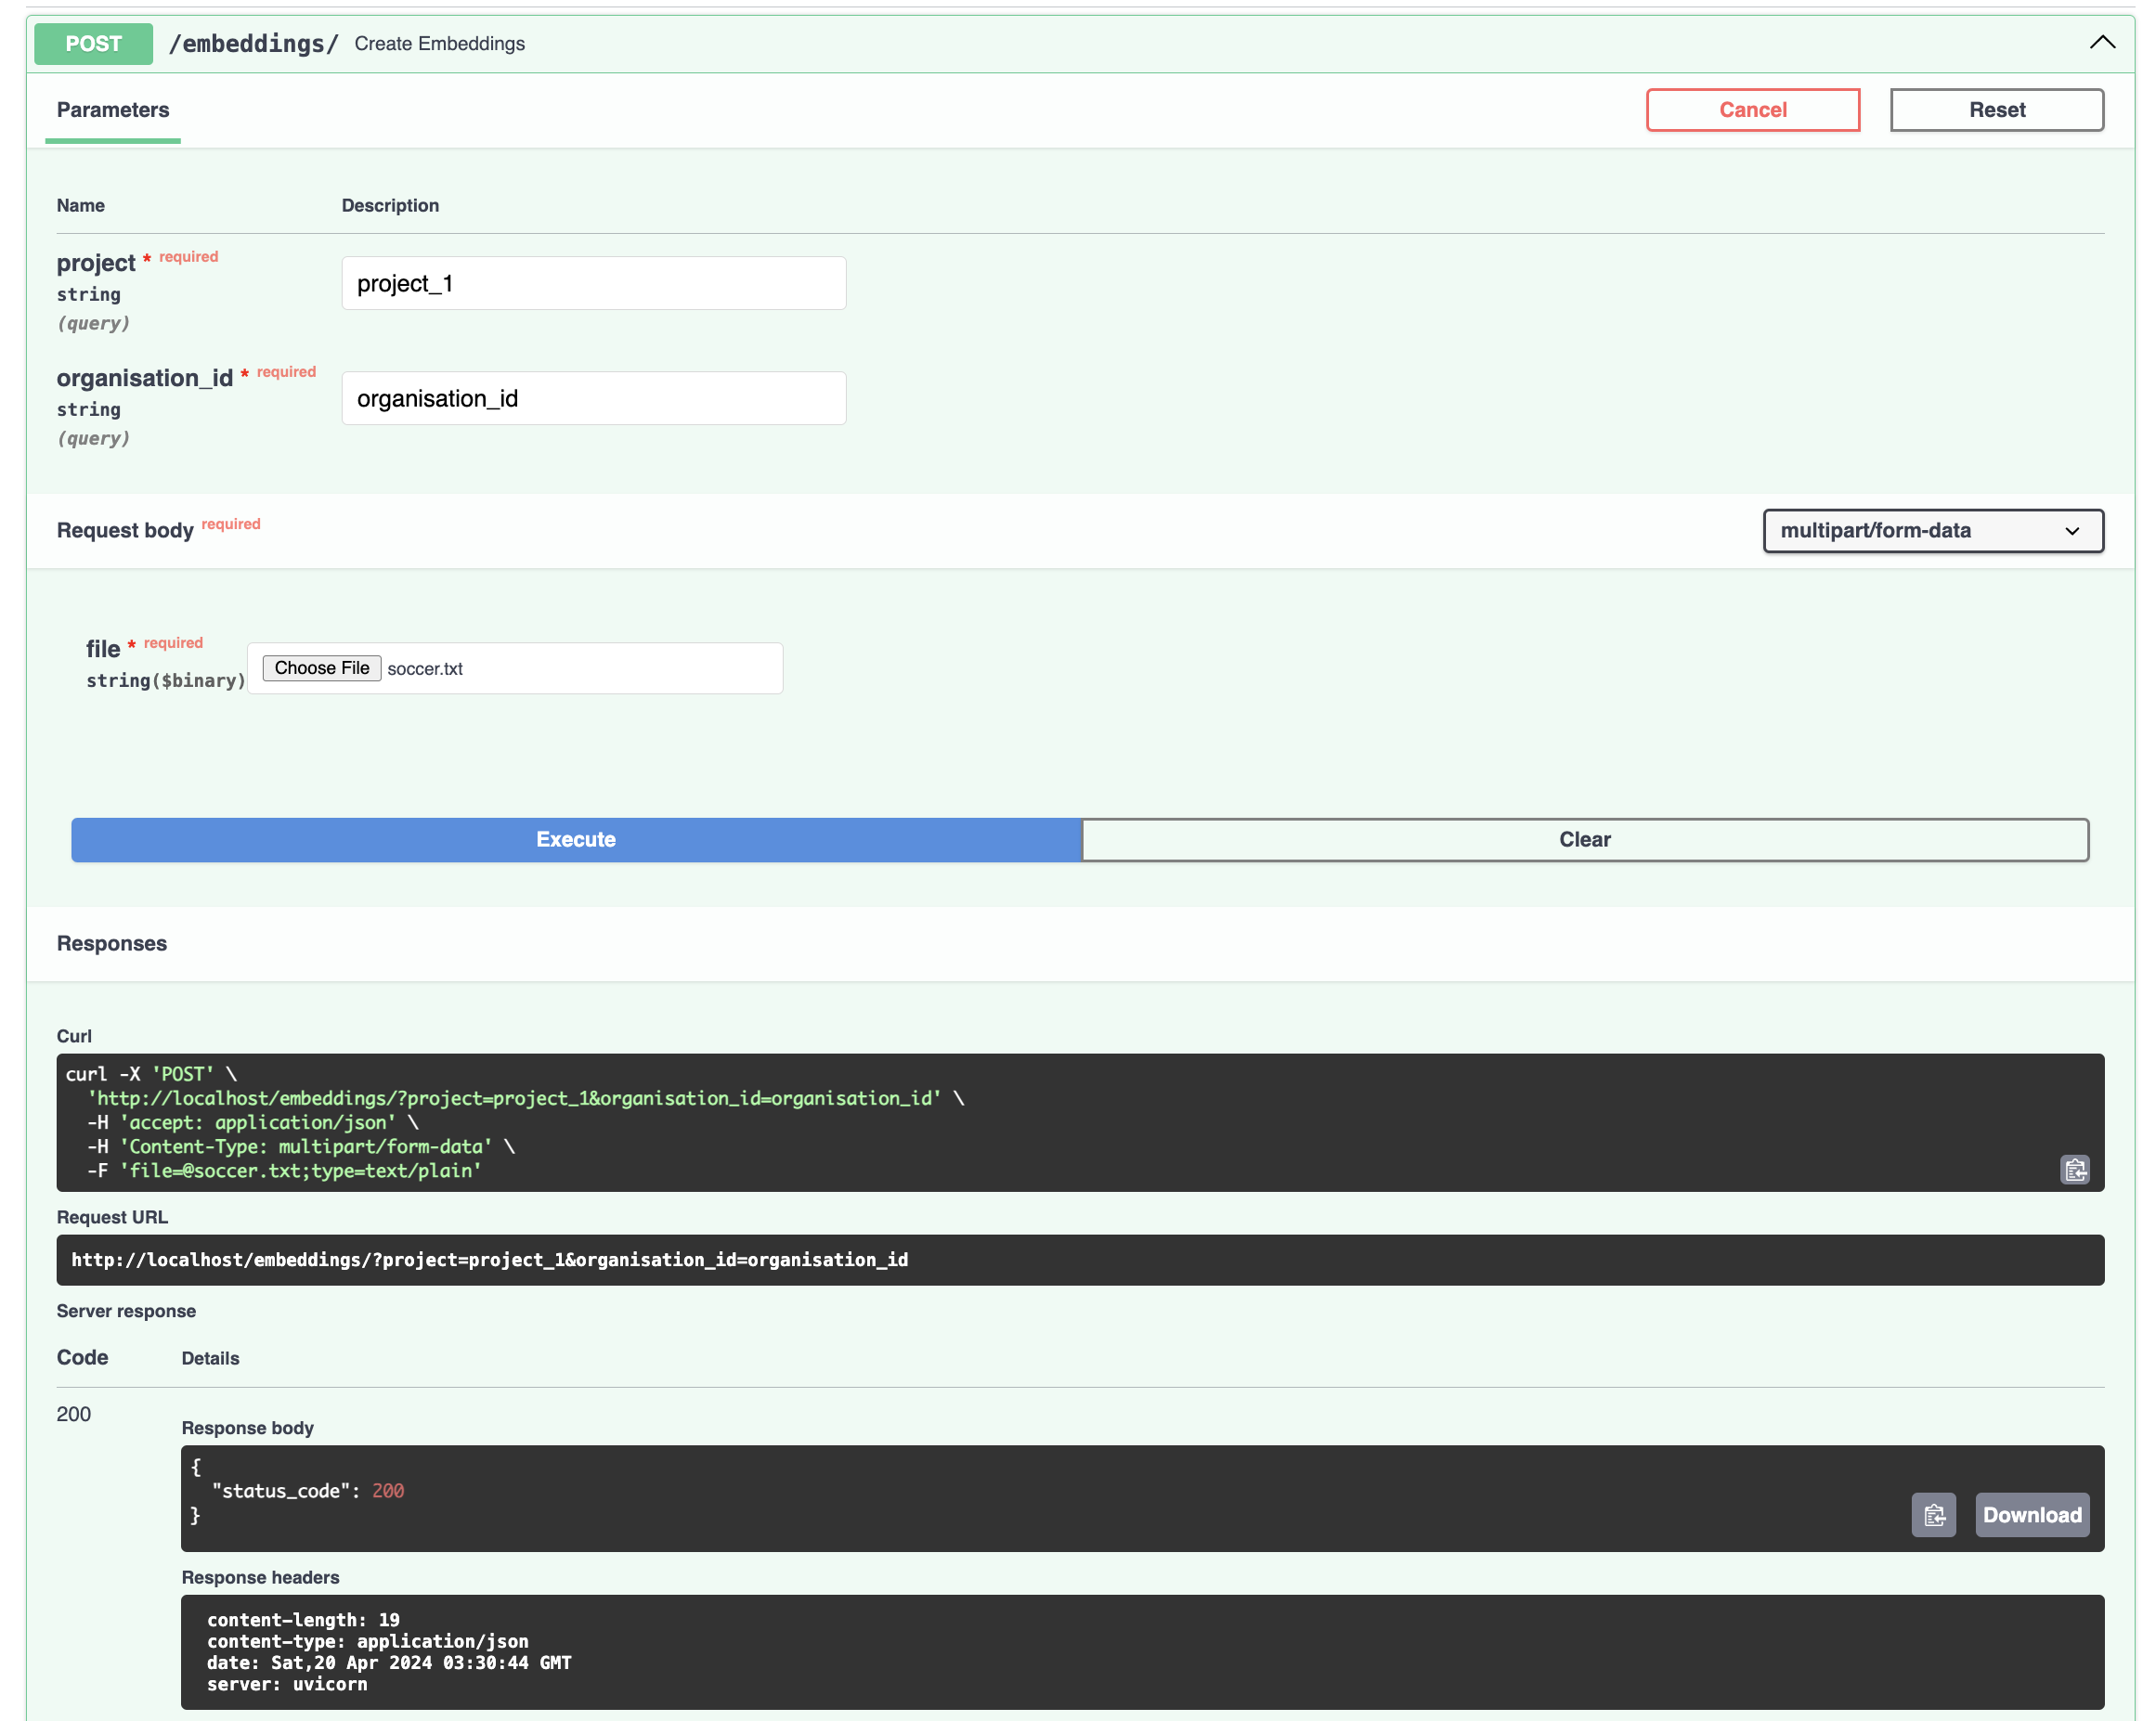 POST /embeddings/ Create Embeddings
Parameters
Cancel
Reset
Name Description
project * required
string
(query)
project_1
organisation_id * required
string
(query)
organisation_id
Request body required
multipart/form-data
file * required
string($binary)
Choose File soccer.txt
Execute
Clear
Responses
Curl
curl -X 'POST' \
  'http://localhost/embeddings/?project=project_1&organisation_id=organisation_id' \
  -H 'accept: application/json' \
  -H 'Content-Type: multipart/form-data' \
  -F 'file=@soccer.txt;type=text/plain'
Request URL
http://localhost/embeddings/?project=project_1&organisation_id=organisation_id
Server response
Code Details
200
Response body
{
  "status_code": 200
}
Download
Response headers
content-length: 19
content-type: application/json
date: Sat,20 Apr 2024 03:30:44 GMT
server: uvicorn